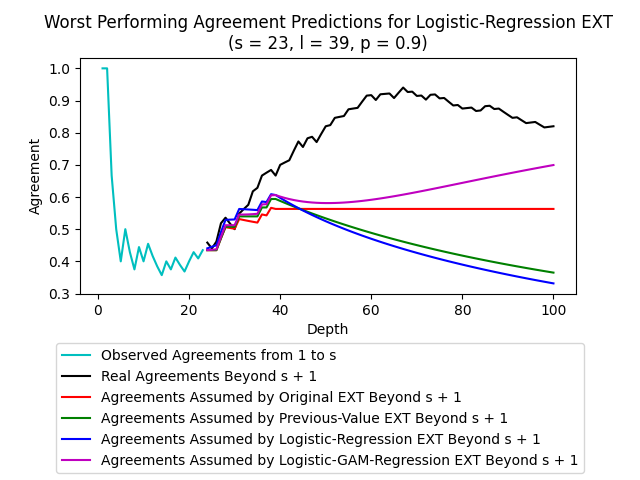 Worst Performing Agreement Predictions for Logistic-Regression EXT
(s = 23, l = 39, p = 0.9)
1.0
0.9
0.8
0.7
0.6
0.5
0.4
0.3
Agreement
0 20 40 60 80 100
Depth
Observed Agreements from 1 to s
Real Agreements Beyond s + 1
Agreements Assumed by Original EXT Beyond s + 1
Agreements Assumed by Previous-Value EXT Beyond s + 1
Agreements Assumed by Logistic-Regression EXT Beyond s + 1
Agreements Assumed by Logistic-GAM-Regression EXT Beyond s + 1